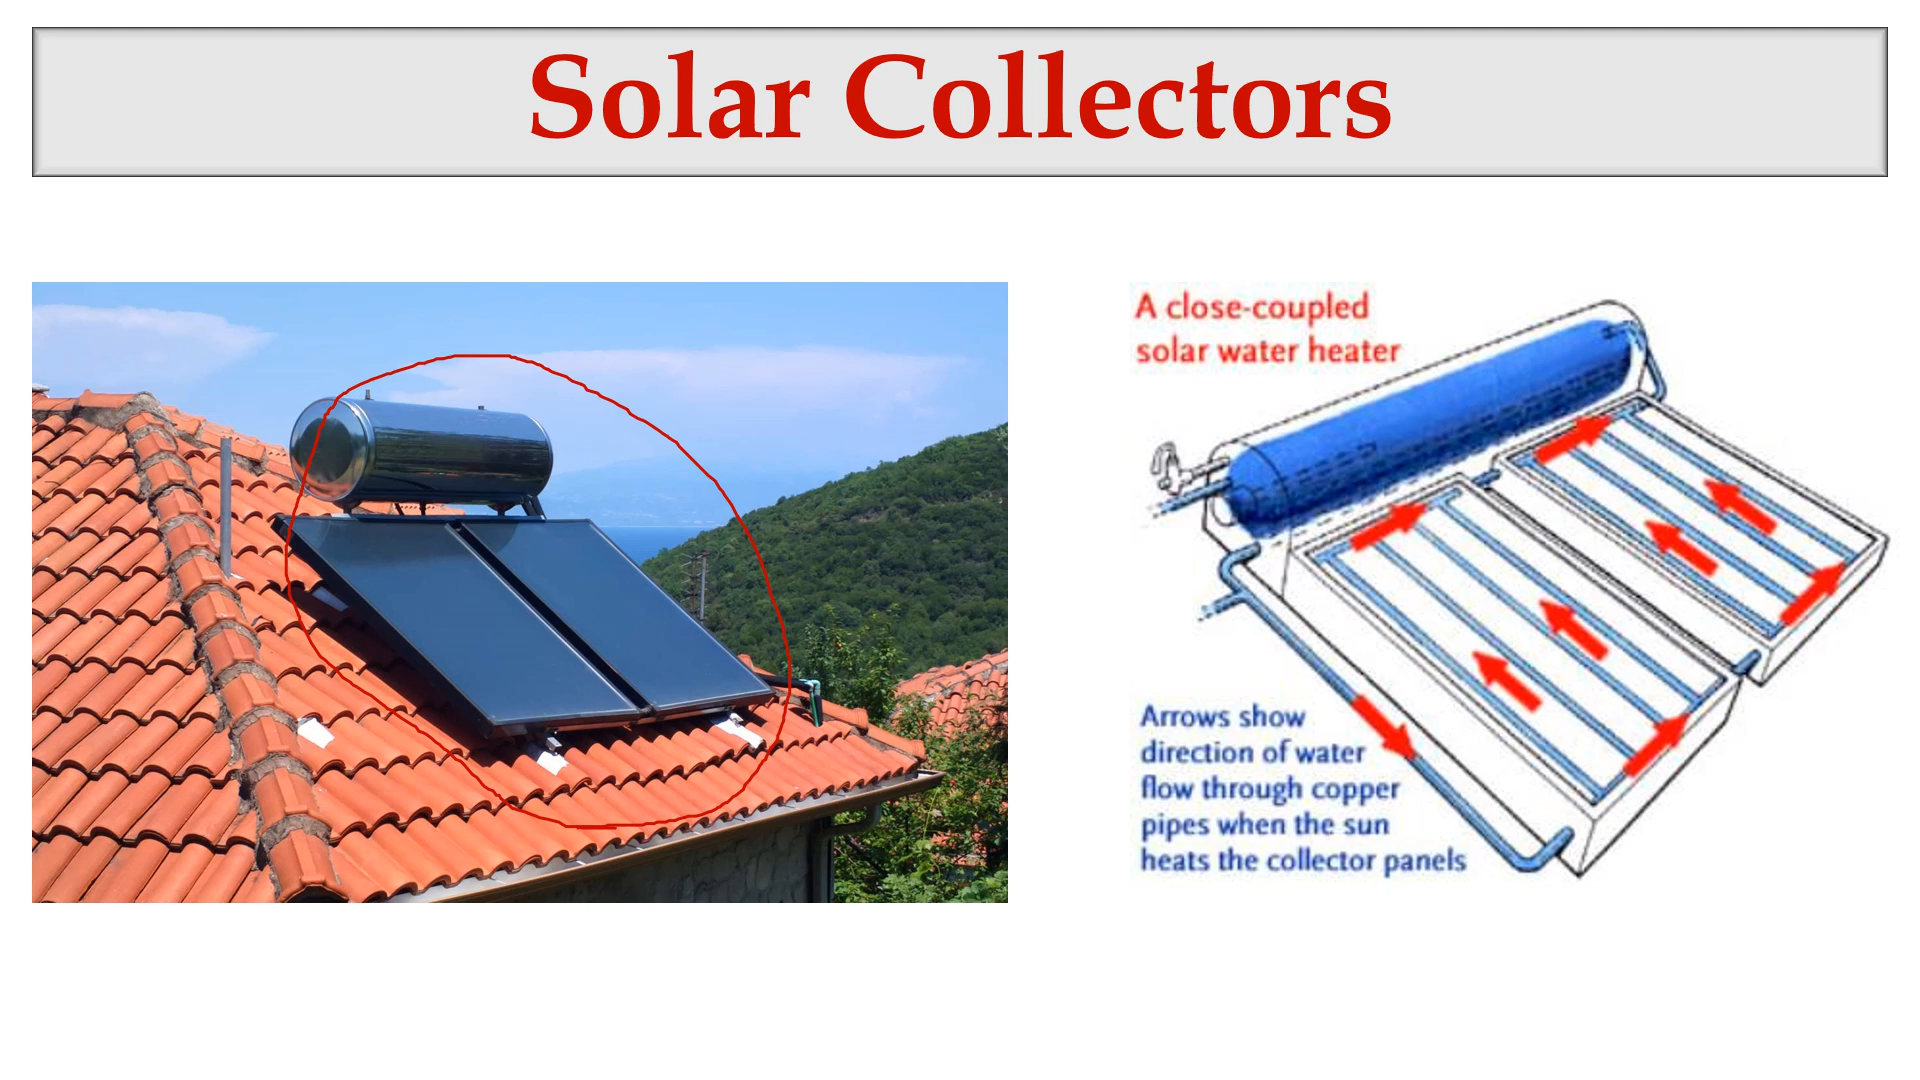 Solar Collectors
A close-coupled
solar water heater
Arrows show
direction of water
flow through copper
pipes when the sun
heats the collector panels